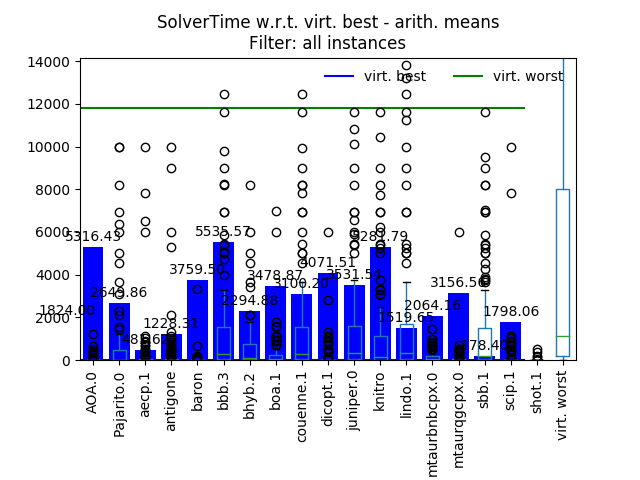 SolverTime w.r.t. virt. best - arith. means
Filter: all instances
virt. best
virt. worst
14000
12000
10000
8000
6000
4000
2000
0
5316.43
1824.00
2649.86
1228.31
3759.50
5535.57
2294.88
3478.87
3100.20
4071.51
3531.54
5281.79
1519.65
2064.16
3156.56
1798.06
AOA.0
Pajarito.0
aecp.1
antigone
baron
bbb.3
bhyb.2
boa.1
couenne.1
dicopt.1
juniper.0
knitro
lindo.1
mtaurbnbcpx.0
mtaurqgcpx.0
sbb.1
scip.1
shot.1
virt. worst